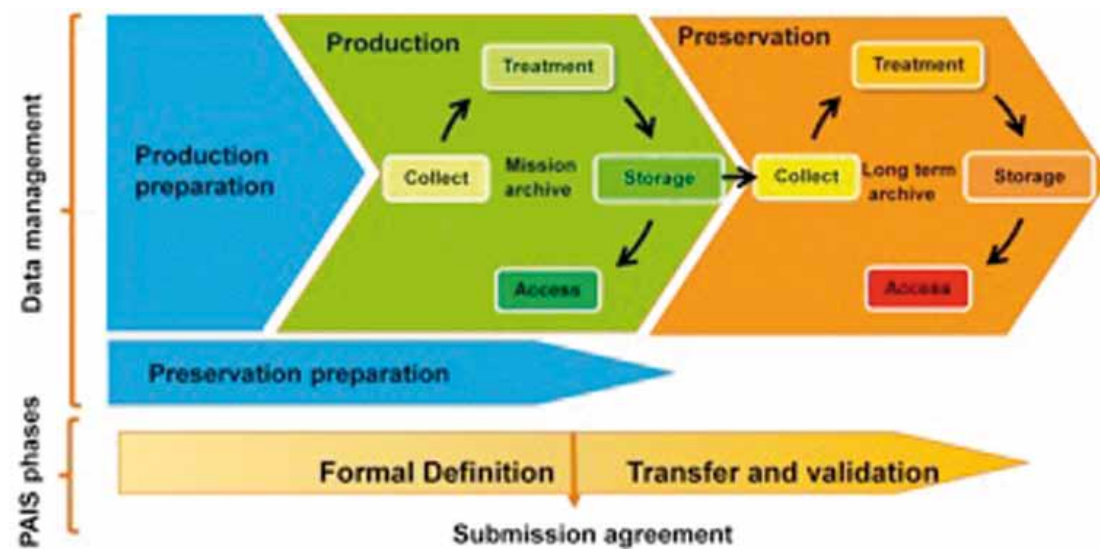 Data management
Production
preparation
Production
Treatment
Collect
Mission
archive
Storage
Access
Preservation
Treatment
Collect
Long term
archive
Storage
Access
Preservation preparation
PAIS phases
Formal Definition
Transfer and validation
Submission agreement